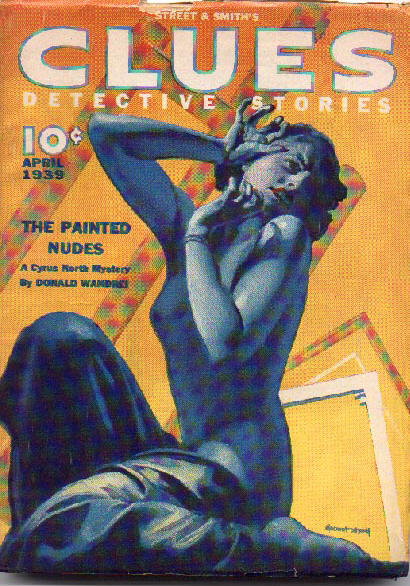 STREET & SMITH'S
CLUES
DETECTIVE STORIES
10¢
APRIL
1939
THE PAINTED
NUDES
A Cyrus North Mystery
By DONALD WANDREI